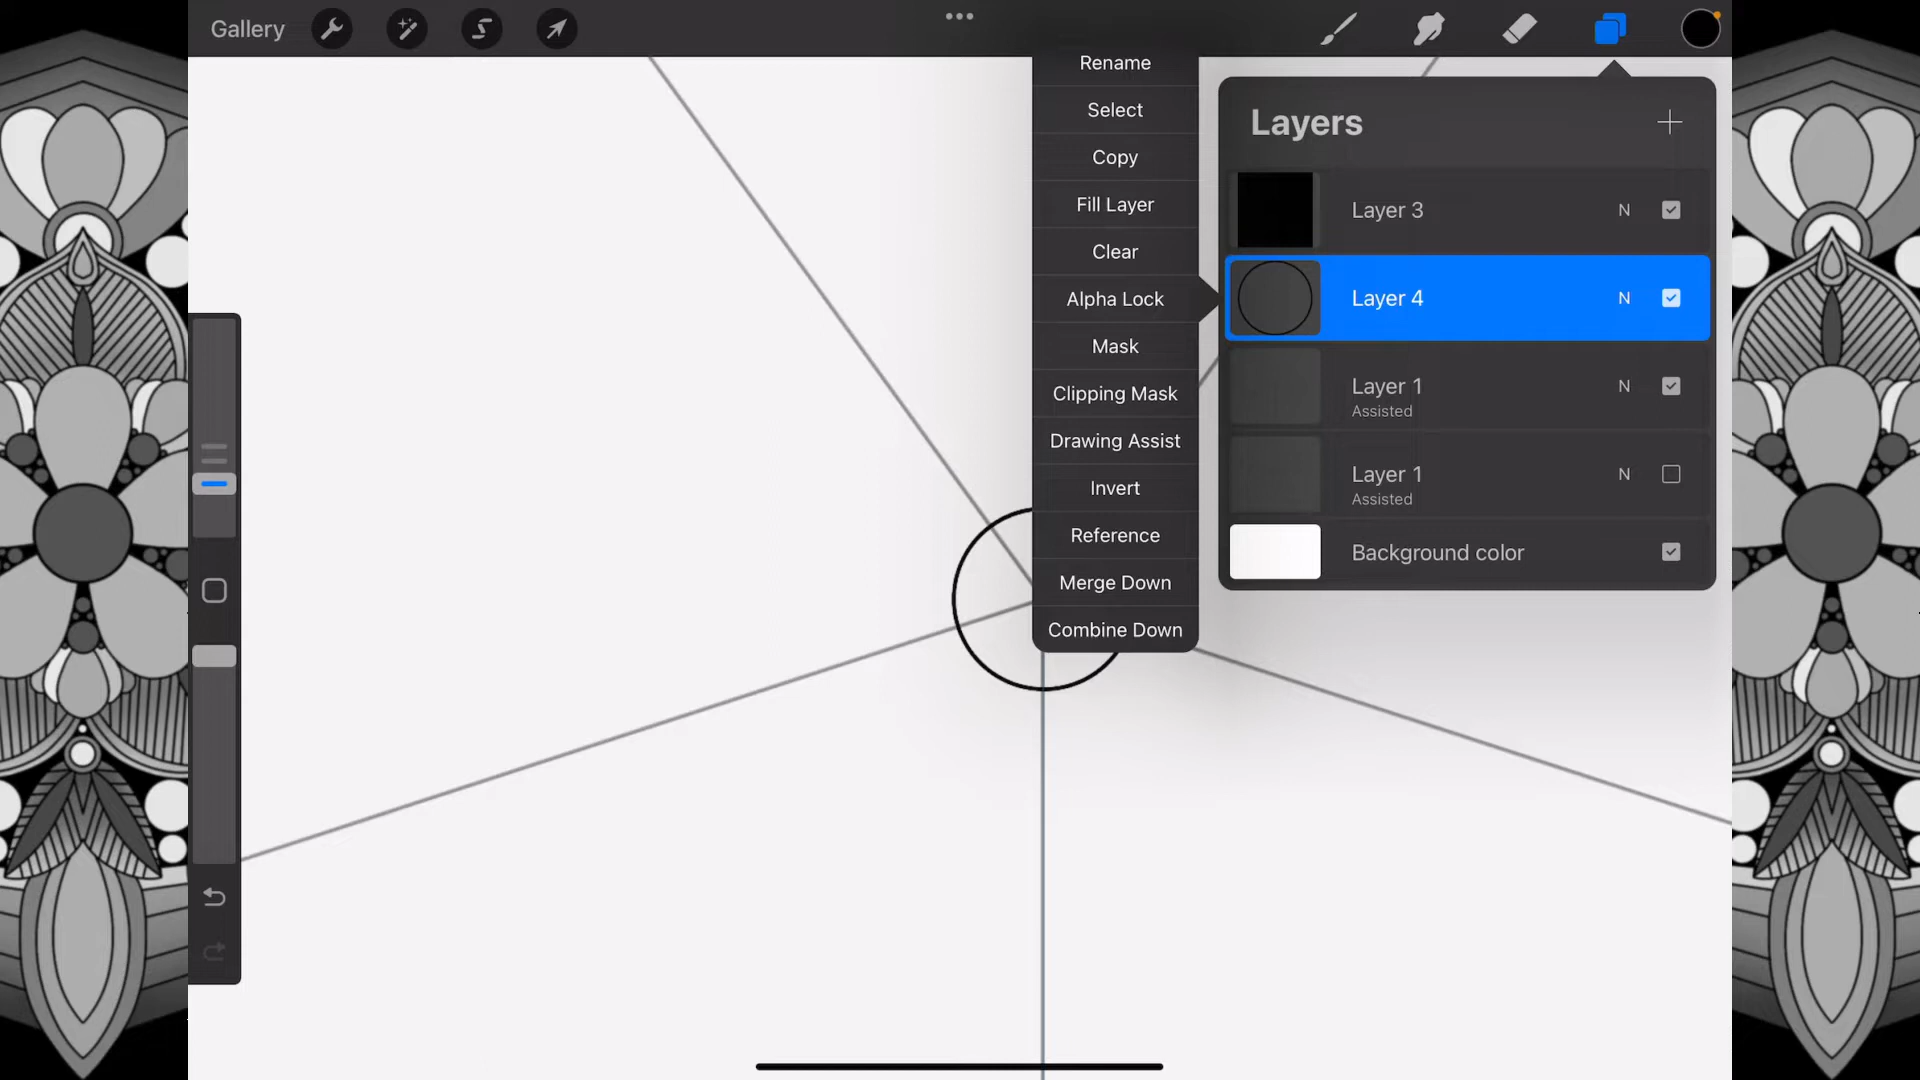 Gallery
Rename
Select
Copy
Fill Layer
Clear
Alpha Lock
Mask
Clipping Mask
Drawing Assist
Invert
Reference
Merge Down
Combine Down
Layers
Layer 3 N
Layer 4 N
Layer 1 N
Assisted
Layer 1 N
Assisted
Background color